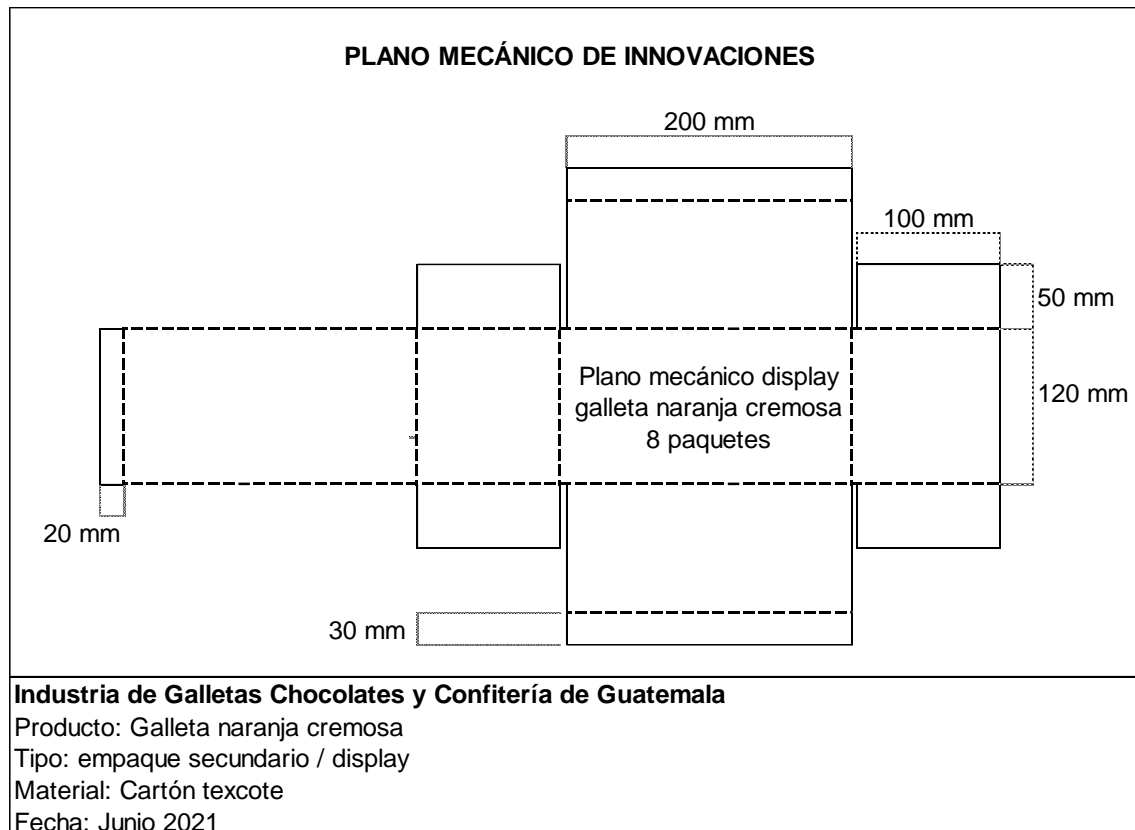 PLANO MECÁNICO DE INNOVACIONES
200 mm
100 mm
50 mm
Plano mecánico display
galleta naranja cremosa
8 paquetes
120 mm
20 mm
30 mm
Industria de Galletas Chocolates y Confitería de Guatemala
Producto: Galleta naranja cremosa
Tipo: empaque secundario / display
Material: Cartón texcote
Fecha: Junio 2021